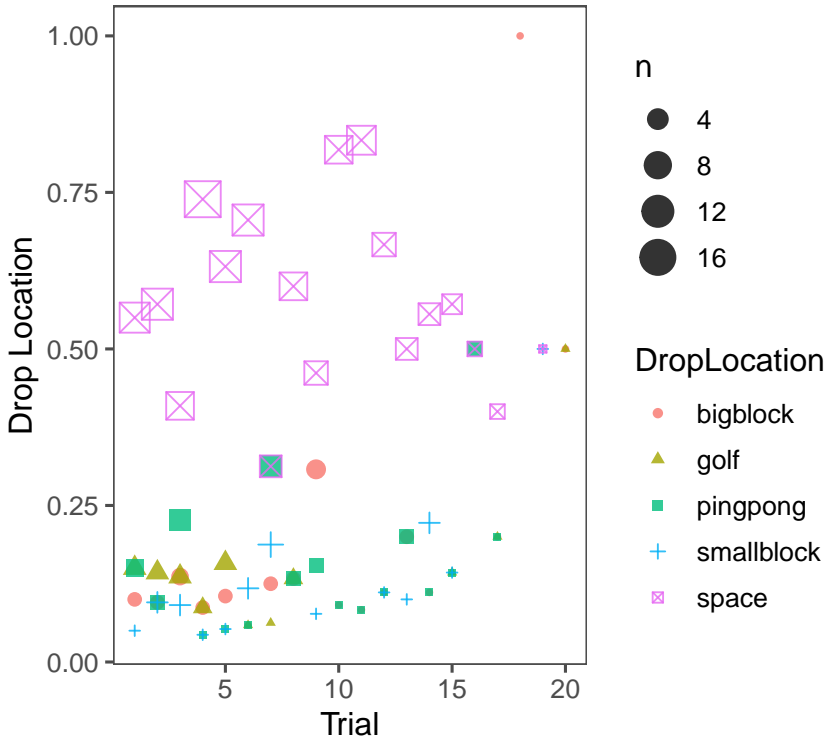 1.00
0.75
0.50
0.25
0.00
Drop Location
5
10
15
20
Trial
n
4
8
12
16
DropLocation
bigblock
golf
pingpong
smallblock
space